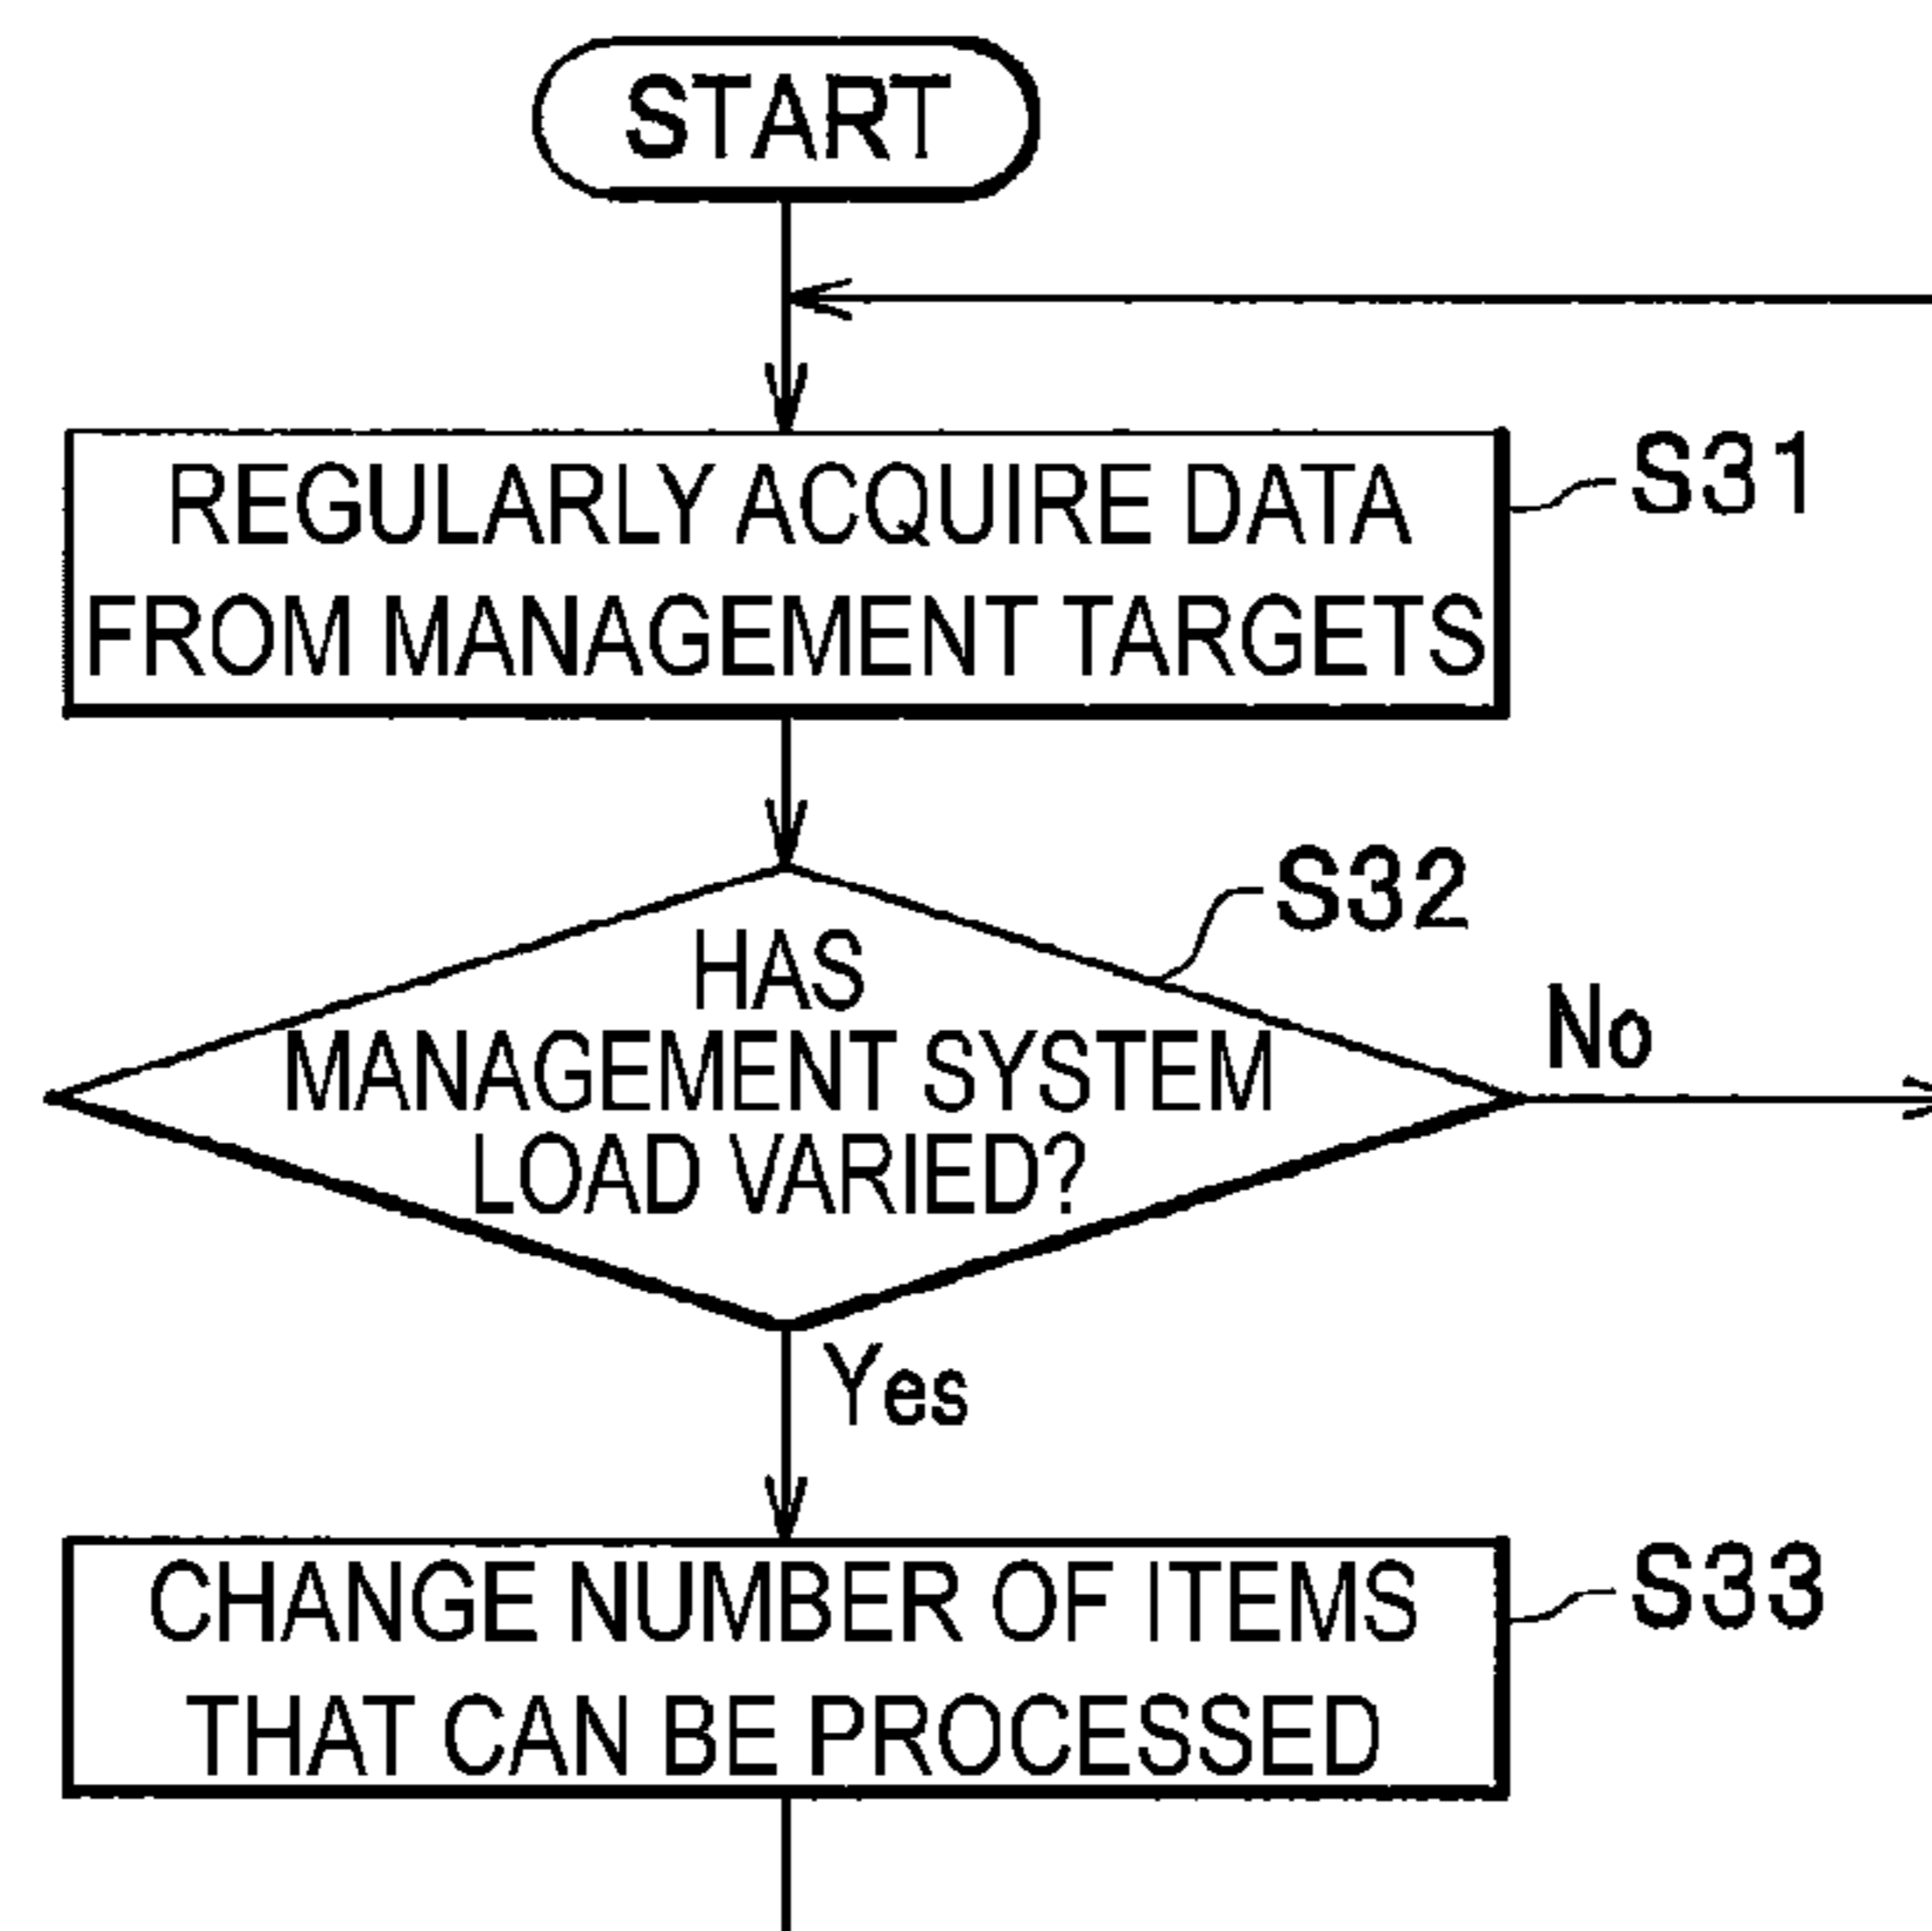 START
REGULARLY ACQUIRE DATA
FROM MANAGEMENT TARGETS
S31
S32
HAS
MANAGEMENT SYSTEM
LOAD VARIED?
No
Yes
CHANGE NUMBER OF ITEMS
THAT CAN BE PROCESSED
S33